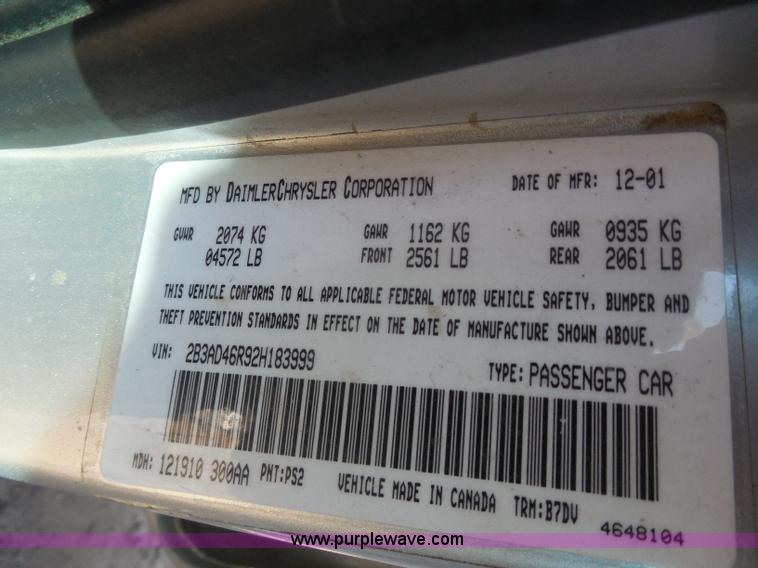 MFD BY DAIMLERCHRYSLER CORPORATION DATE OF MFR: 12-01
GVWR 2074 KG GAWR 1162 KG GAWR 0935 KG
04572 LB FRONT 2561 LB REAR 2061 LB
THIS VEHICLE CONFORMS TO ALL APPLICABLE FEDERAL MOTOR VEHICLE SAFETY, BUMPER AND
THEFT PREVENTION STANDARDS IN EFFECT ON THE DATE OF MANUFACTURE SHOWN ABOVE.
VIN: 2B3AD46R92H183999 TYPE: PASSENGER CAR
MDH: 121910 300AA PNT:PS2 VEHICLE MADE IN CANADA TRM:B7DV 4648104
www.purplewave.com